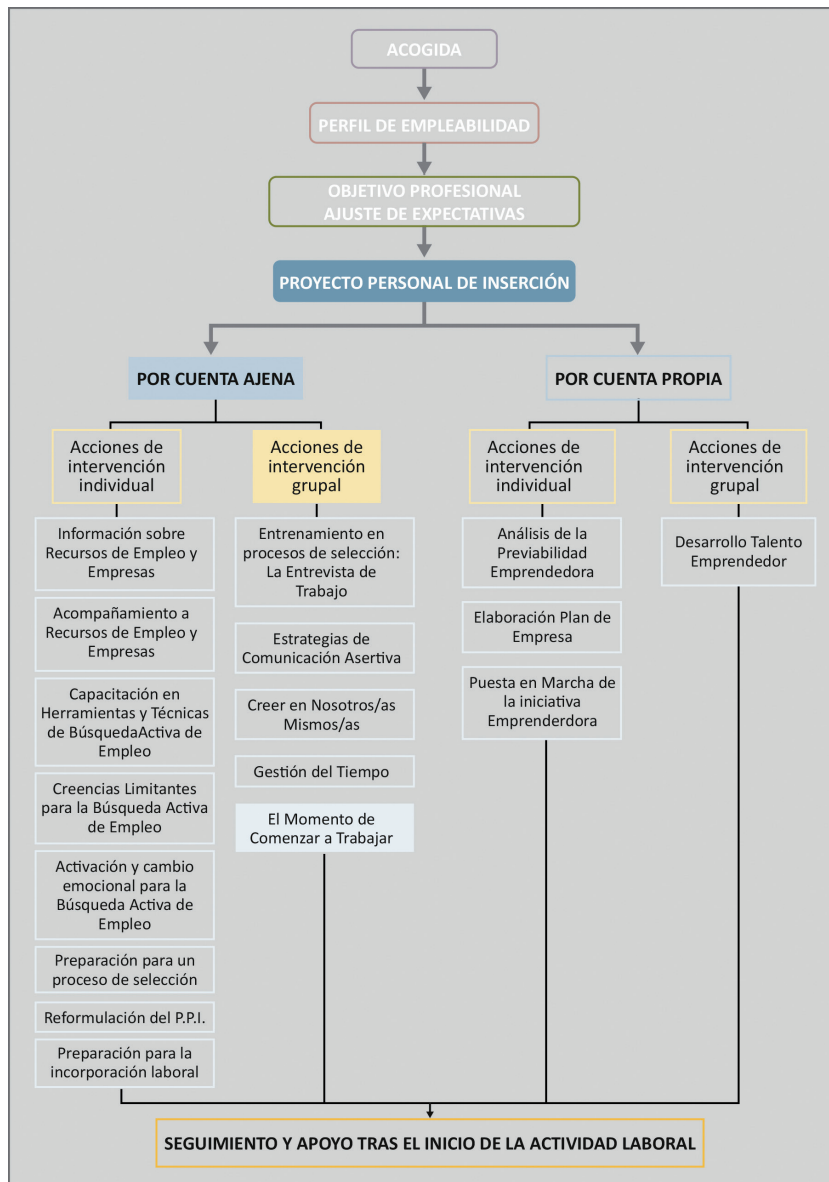 ACOGIDA
PERFIL DE EMPLEABILIDAD
OBJETIVO PROFESIONAL
AJUSTE DE EXPECTATIVAS
PROYECTO PERSONAL DE INSERCIÓN
POR CUENTA AJENA
POR CUENTA PROPIA
Acciones de
intervención
individual
Acciones de
intervención
grupal
Acciones de
intervención
individual
Acciones de
intervención
grupal
Información sobre
Recursos de Empleo y
Empresas
Acompañamiento a
Recursos de Empleo y
Empresas
Capacitación en
Herramientas y Técnicas
de BúsquedaActiva de
Empleo
Creencias Limitantes
para la Búsqueda Activa
de Empleo
Activación y cambio
emocional para la
Búsqueda Activa de
Empleo
Preparación para un
proceso de selección
Reformulación del P.P.I.
Preparación para la
incorporación laboral
Entrenamiento en
procesos de selección:
La Entrevista de
Trabajo
Estrategias de
Comunicación Asertiva
Creer en Nosotros/as
Mismos/as
Gestión del Tiempo
El Momento de
Comenzar a Trabajar
Análisis de la
Previabilidad
Emprendedora
Elaboración Plan de
Empresa
Puesta en Marcha de
la iniciativa
Emprenderdora
Desarrollo Talento
Emprendedor
SEGUIMIENTO Y APOYO TRAS EL INICIO DE LA ACTIVIDAD LABORAL